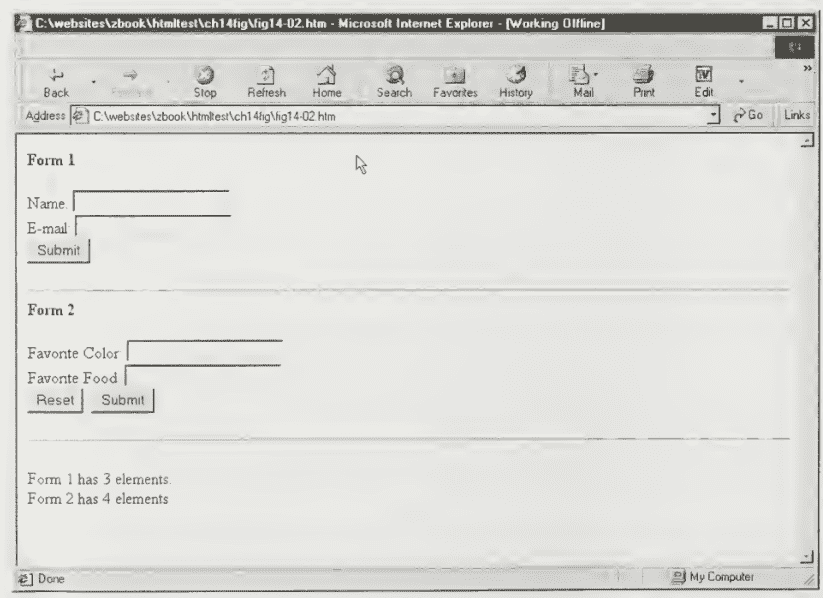 C:\websites\zbook\htmltest\ch14fig\fig14-02.htm - Microsoft Internet Explorer - [Working Offline]
Back Stop Refresh Home Search Favorites History Mail Print Edit »
Address C:\websites\zbook\htmltest\ch14fig\fig14-02.htm Go Links
Form 1
Name.
E-mail
Submit
Form 2
Favorite Color
Favorite Food
Reset Submit
Form 1 has 3 elements.
Form 2 has 4 elements
Done My Computer